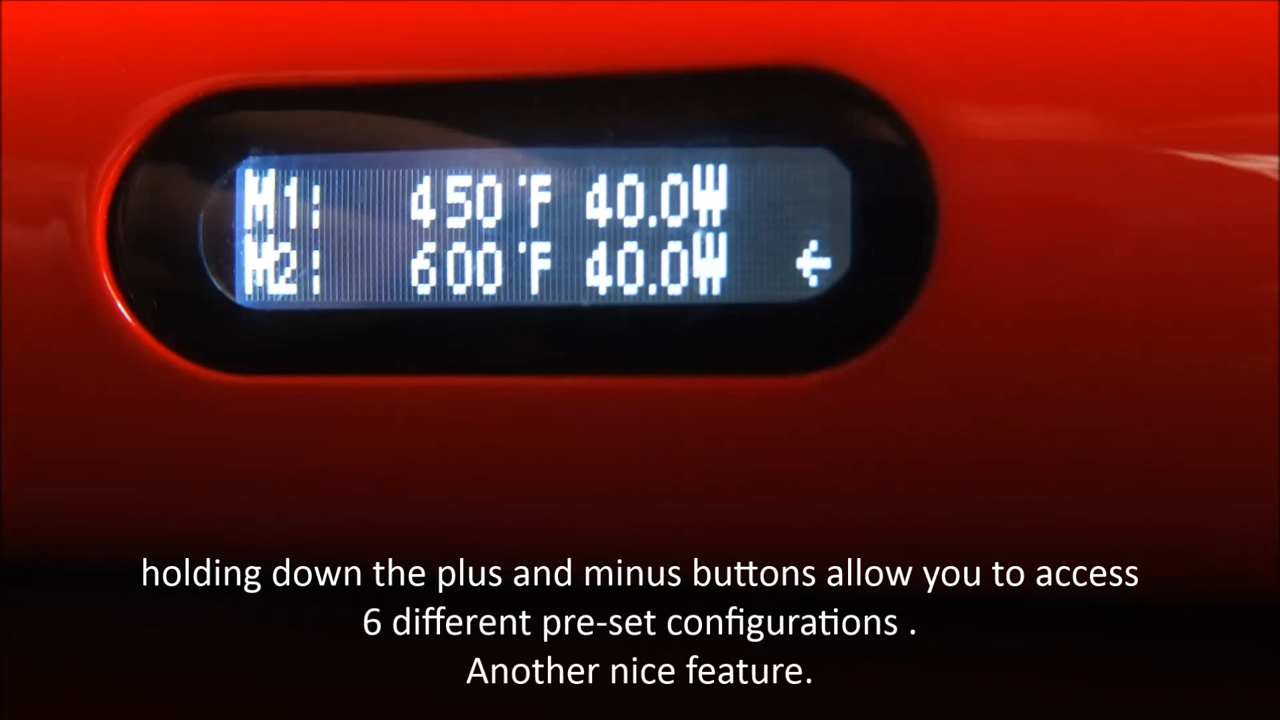 M1: 450°F 40.0W
M2: 600°F 40.0W ←
holding down the plus and minus buttons allow you to access
6 different pre-set configurations .
Another nice feature.